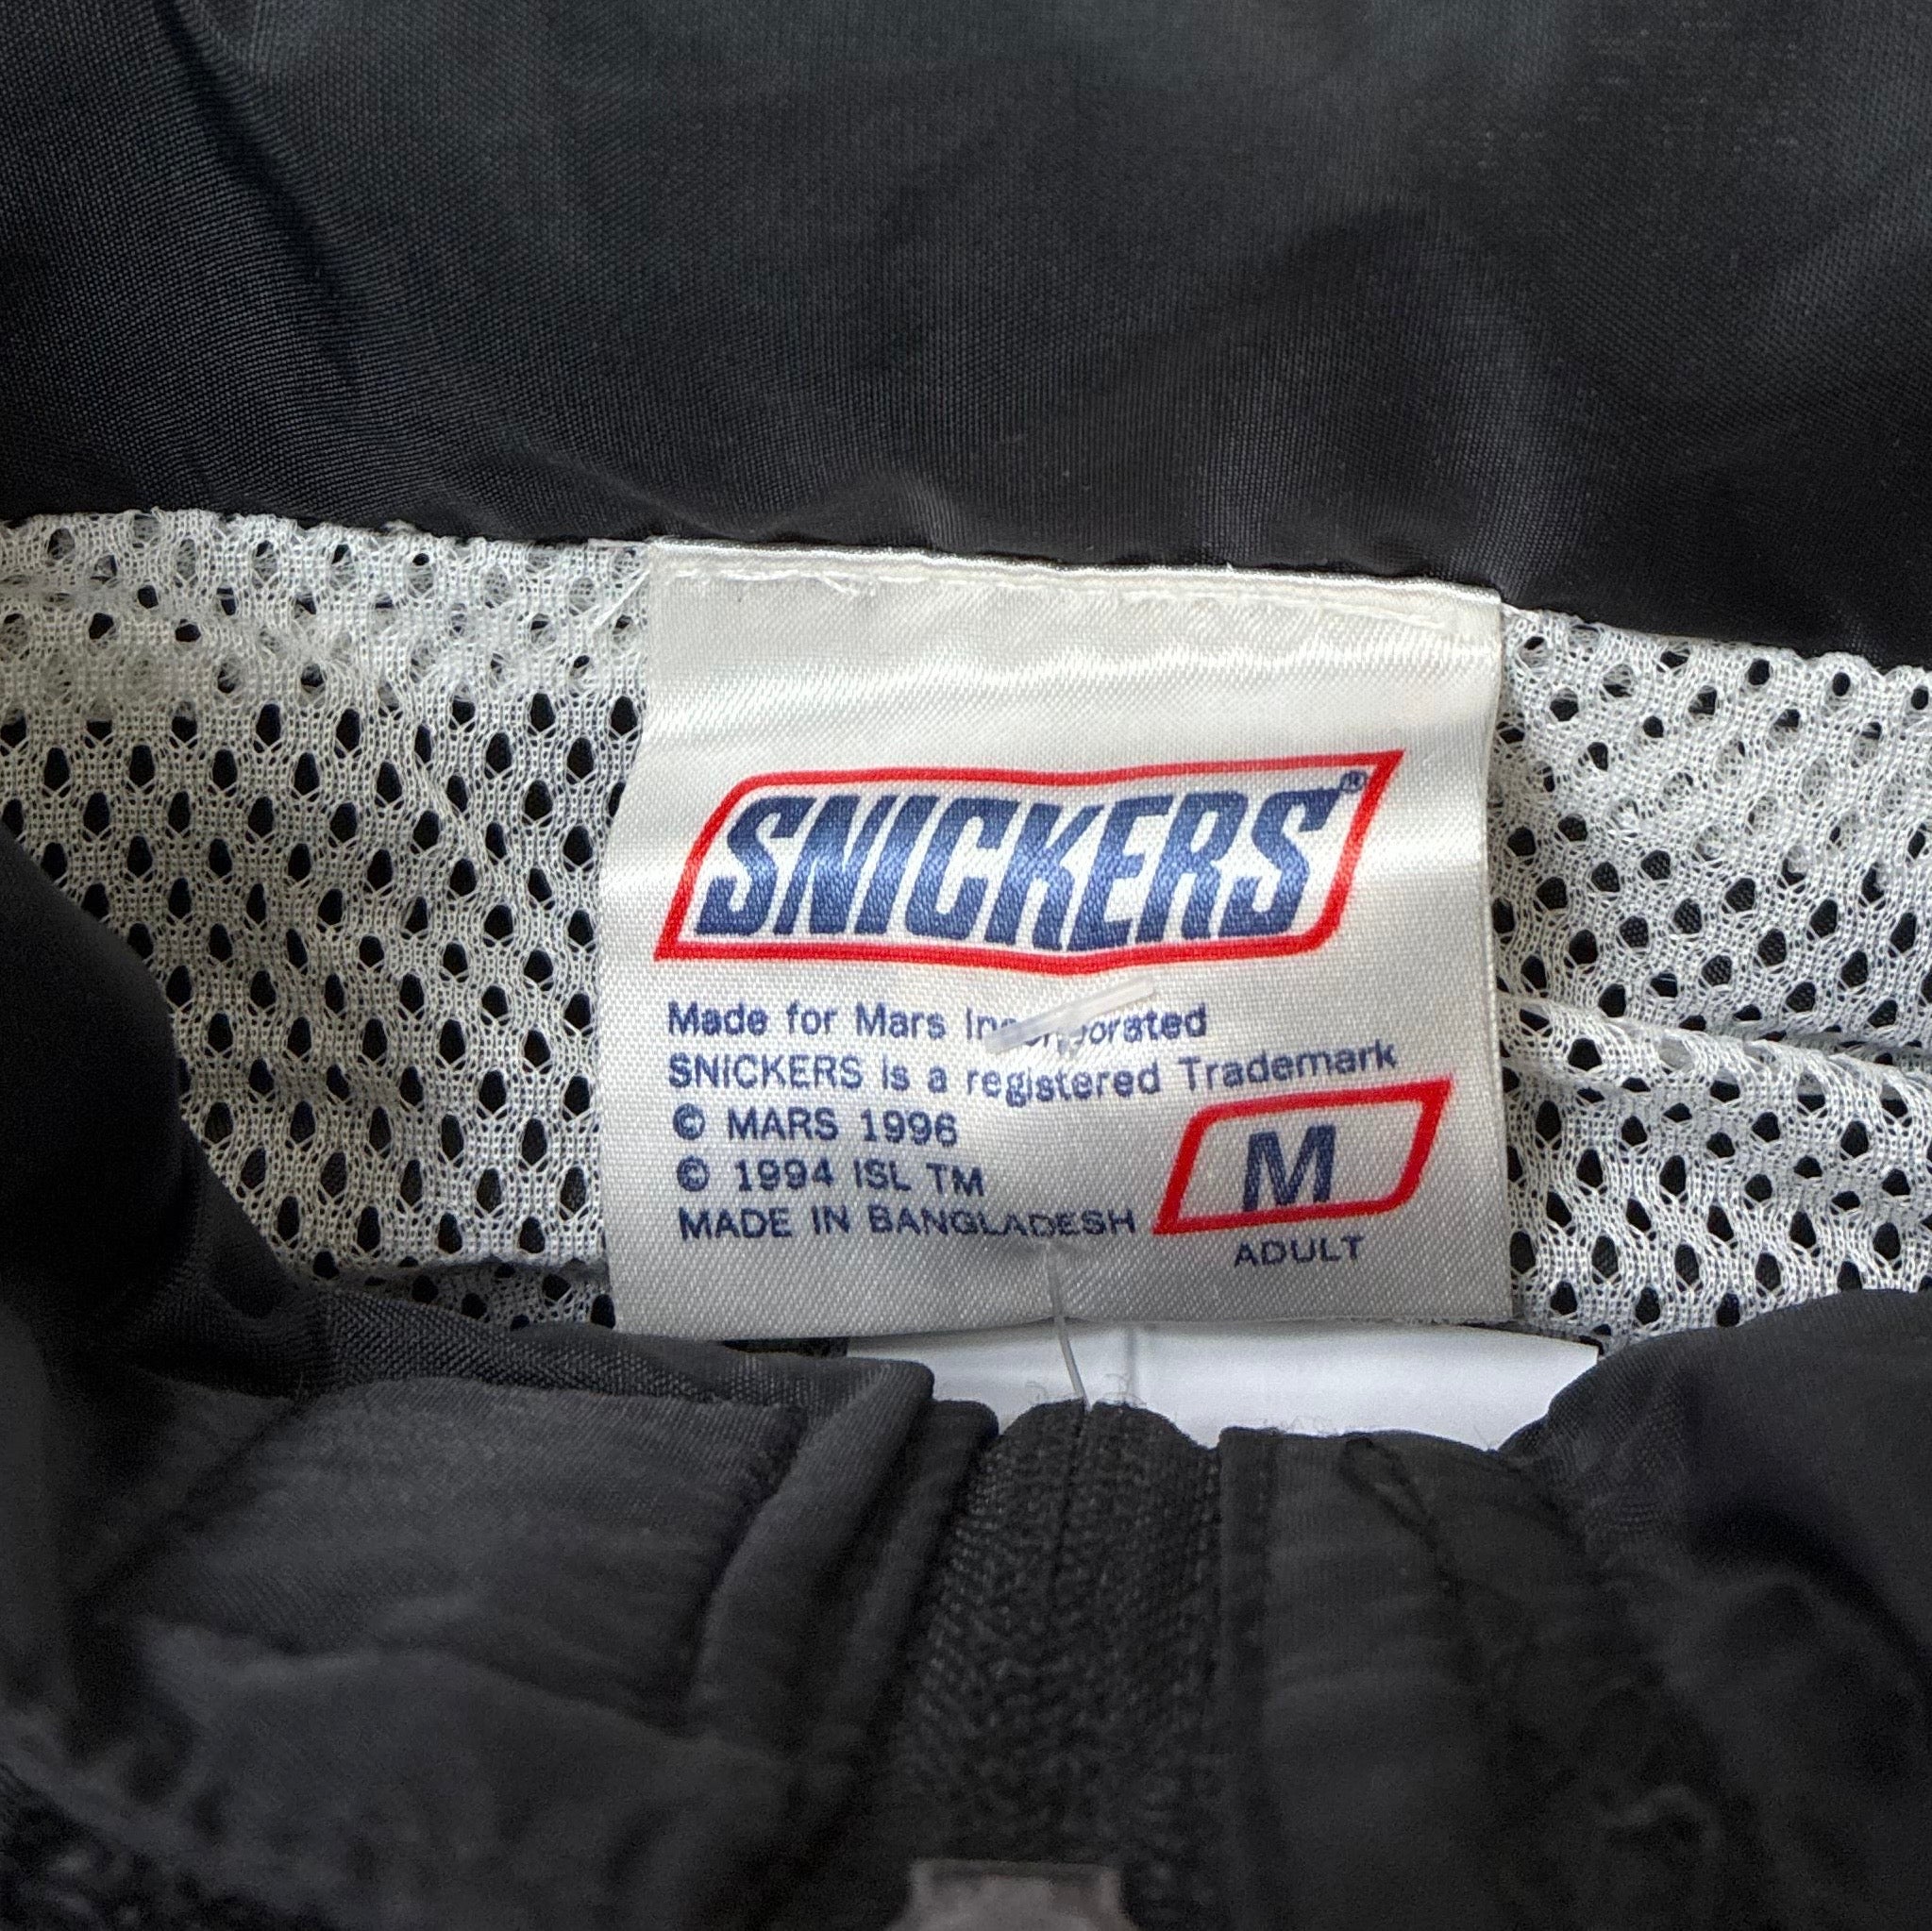 SNICKERS®
Made for Mars Incorporated
SNICKERS is a registered Trademark
© MARS 1996
© 1994 ISL TM
MADE IN BANGLADESH
M
ADULT